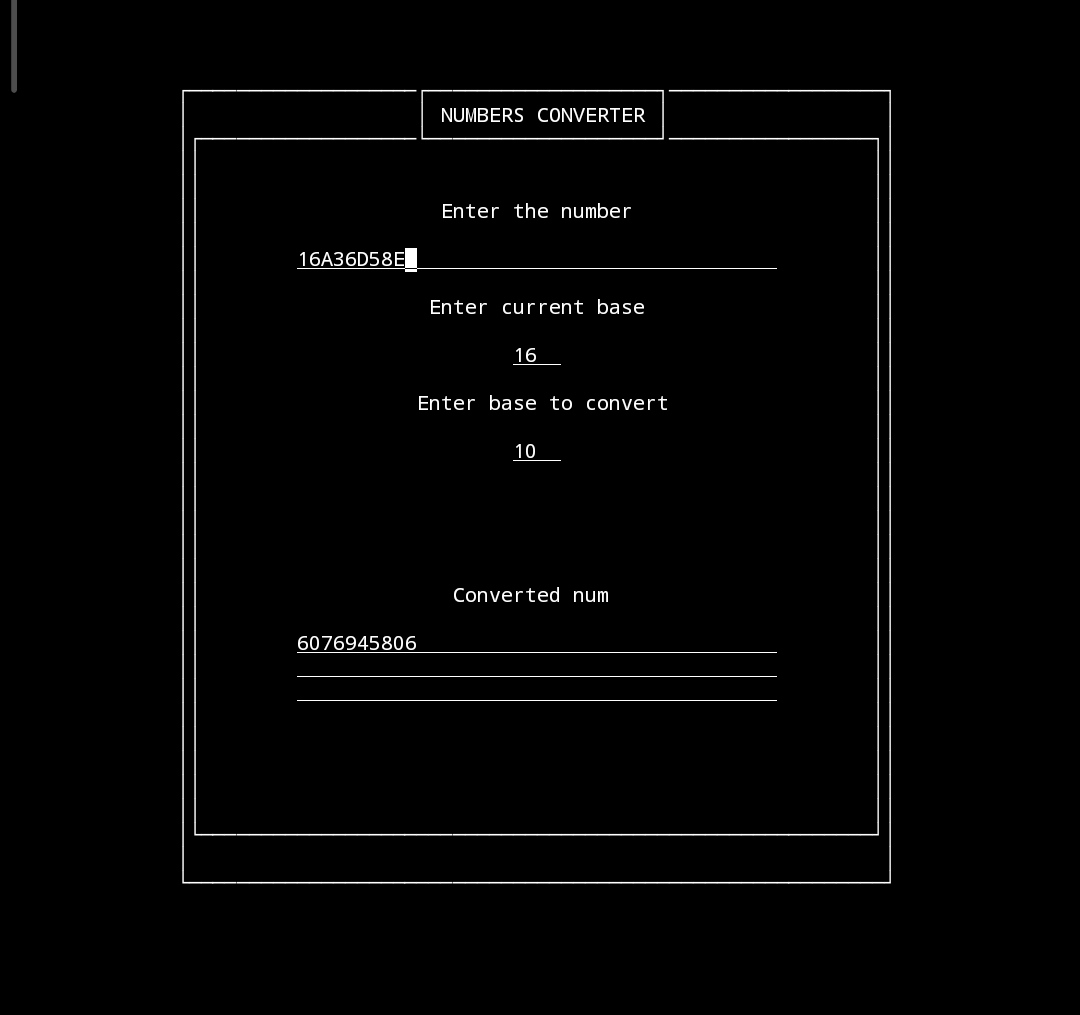 NUMBERS CONVERTER
Enter the number
16A36D58E
Enter current base
16
Enter base to convert
10
Converted num
6076945806